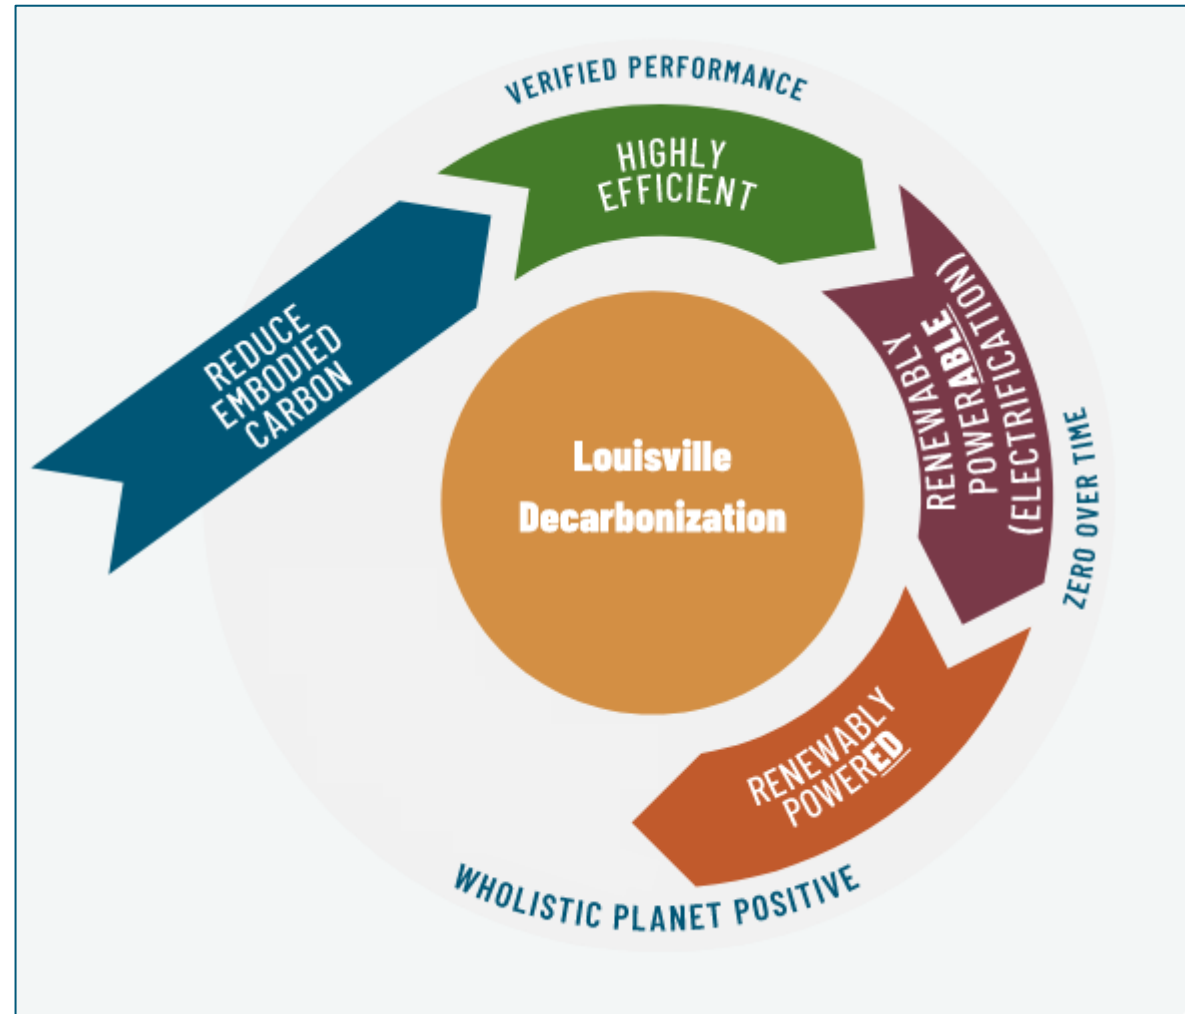 VERIFIED PERFORMANCE
HIGHLY
EFFICIENT
REDUCE
EMBODIED
CARBON
RENEWABLY
POWERABLE
(ELECTRIFICATION)
ZERO OVER TIME
Louisville
Decarbonization
RENEWABLY
POWERED
WHOLISTIC PLANET POSITIVE